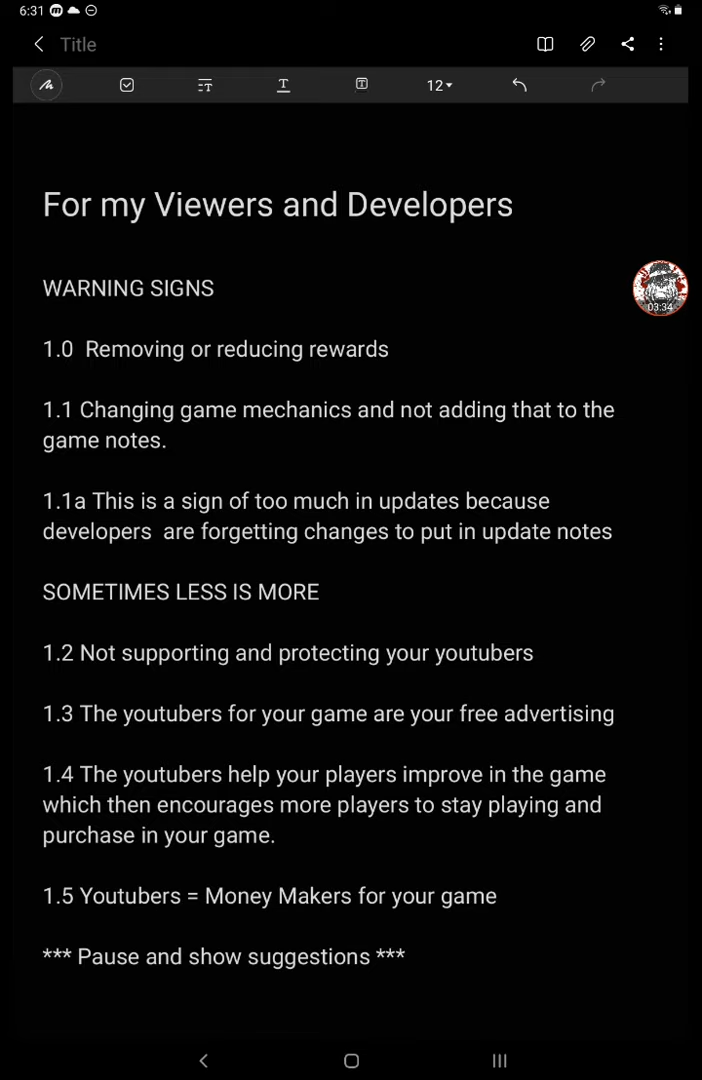 6:31
Title
12
For my Viewers and Developers
WARNING SIGNS
03:34
1.0  Removing or reducing rewards
1.1 Changing game mechanics and not adding that to the
game notes.
1.1a This is a sign of too much in updates because
developers  are forgetting changes to put in update notes
SOMETIMES LESS IS MORE
1.2 Not supporting and protecting your youtubers
1.3 The youtubers for your game are your free advertising
1.4 The youtubers help your players improve in the game
which then encourages more players to stay playing and
purchase in your game.
1.5 Youtubers = Money Makers for your game
*** Pause and show suggestions ***